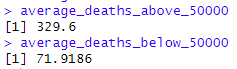 > average_deaths_above_50000
[1] 329.6
> average_deaths_below_50000
[1] 71.9186